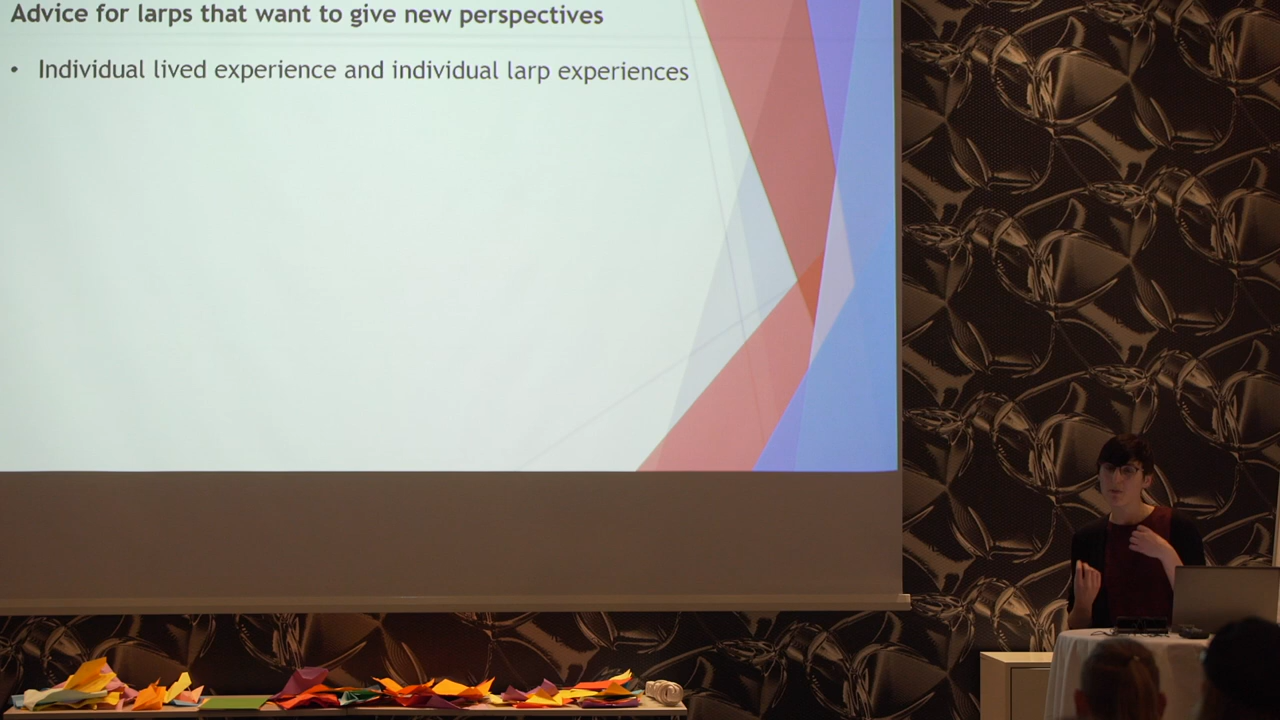 Advice for larps that want to give new perspectives
• Individual lived experience and individual larp experiences